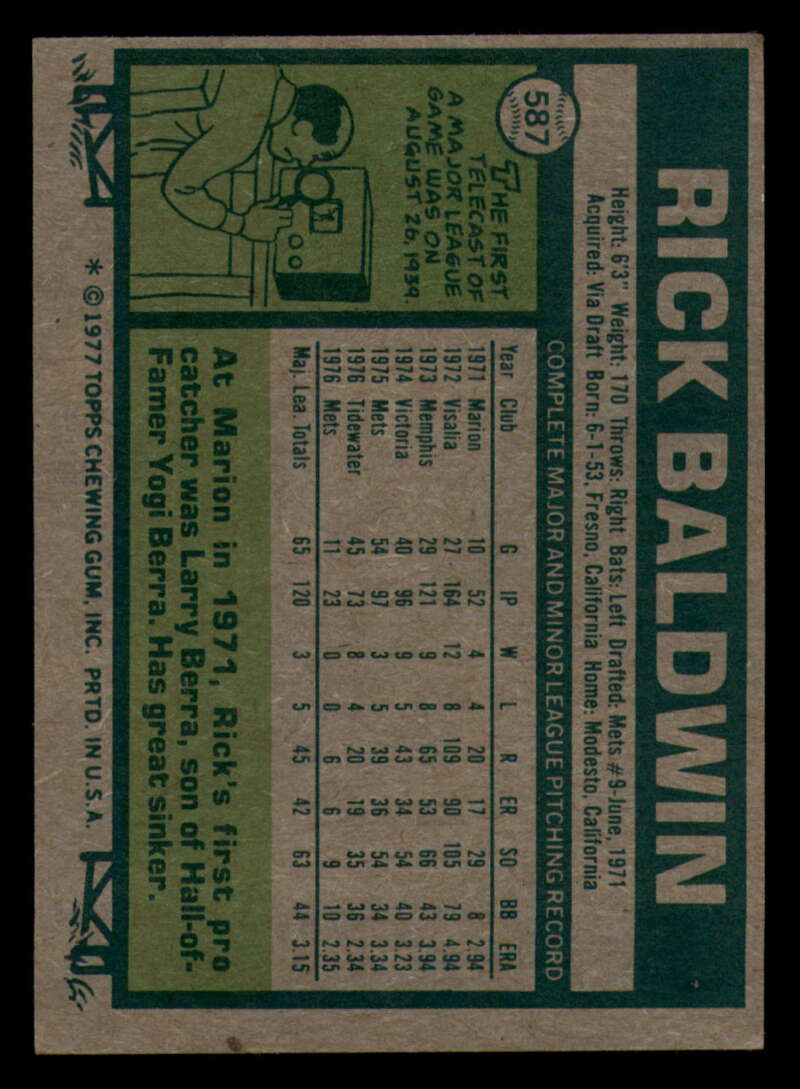 587
RICK BALDWIN
Height: 6'3" Weight: 170 Throws: Right Bats: Left Drafted: Mets #9-June, 1971
Acquired: Via Draft Born: 6-1-53, Fresno, California Home: Modesto, California
COMPLETE MAJOR AND MINOR LEAGUE PITCHING RECORD
Year Club G IP W L R ER SO BB ERA
1971 Marion 10 52 4 4 20 17 29 8 2.94
1972 Visalia 27 164 12 8 109 90 105 79 4.94
1973 Memphis 29 121 9 8 65 53 66 43 3.94
1974 Victoria 40 96 9 5 43 34 54 40 3.23
1975 Mets 54 97 3 5 39 36 54 34 3.34
1976 Tidewater 45 73 8 4 20 19 35 36 2.34
1976 Mets 11 23 0 0 6 6 9 10 2.35
Maj. Lea. Totals 65 120 3 5 45 42 63 44 3.15
THE FIRST
TELECAST OF
A MAJOR LEAGUE
GAME WAS ON
AUGUST 26, 1939.
At Marion in 1971, Rick's first pro
catcher was Larry Berra, son of Hall-of-
Famer Yogi Berra. Has great sinker.
* © 1977 TOPPS CHEWING GUM, INC. PRTD. IN U.S.A.